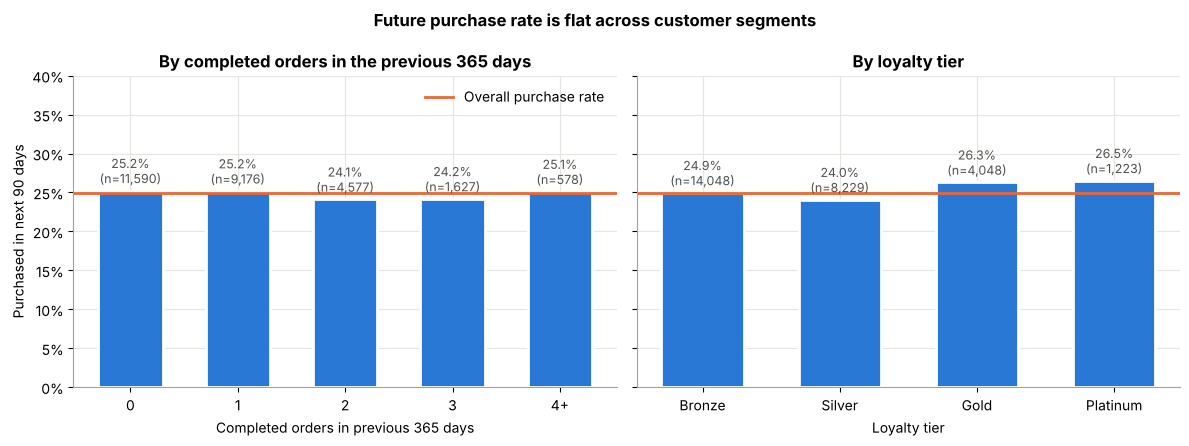 Future purchase rate is flat across customer segments
By completed orders in the previous 365 days
Purchased in next 90 days
40%
35%
30%
25%
20%
15%
10%
5%
0%
Overall purchase rate
25.2%
(n=11,590)
25.2%
(n=9,176)
24.1%
(n=4,577)
24.2%
(n=1,627)
25.1%
(n=578)
0
1
2
3
4+
Completed orders in previous 365 days
By loyalty tier
24.9%
(n=14,048)
24.0%
(n=8,229)
26.3%
(n=4,048)
26.5%
(n=1,223)
Bronze
Silver
Gold
Platinum
Loyalty tier